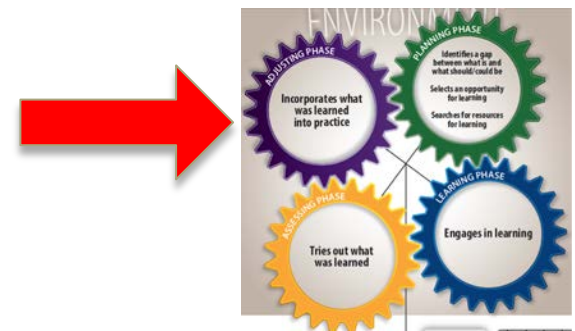 ENVIRONMENT
ADJUSTING PHASE
Incorporates what
was learned
into practice
PLANNING PHASE
Identifies a gap
between what is and
what should/could be
Selects an opportunity
for learning
Searches for resources
for learning
ASSESSING PHASE
Tries out what
was learned
LEARNING PHASE
Engages in learning